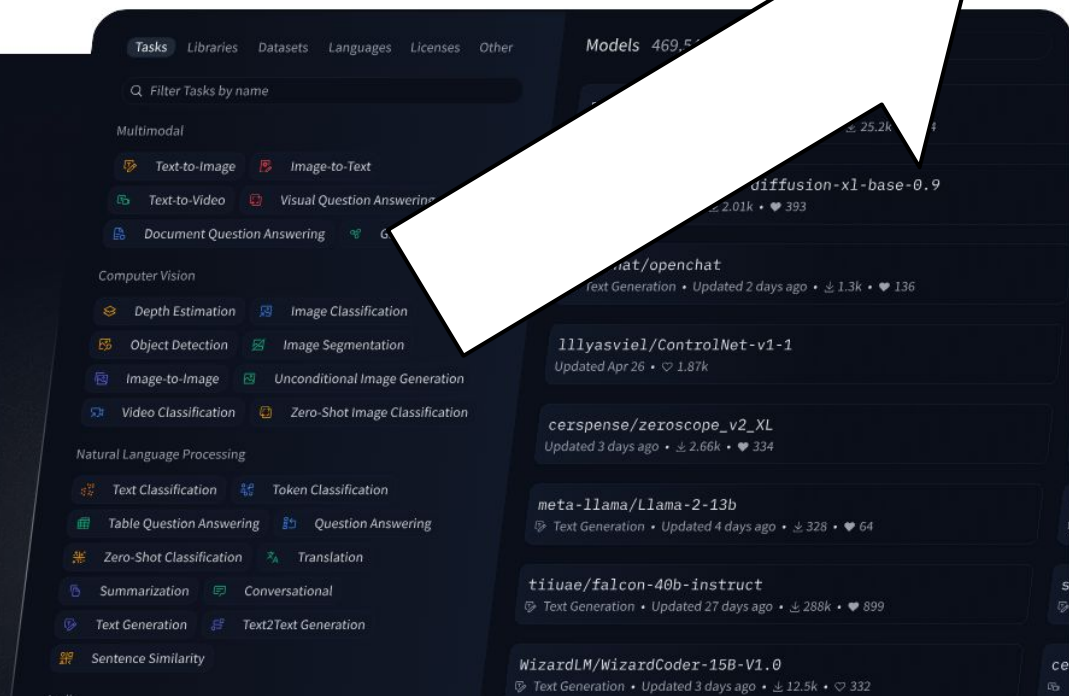 Tasks Libraries Datasets Languages Licenses Other
Filter Tasks by name
Multimodal
Text-to-Image Image-to-Text
Text-to-Video Visual Question Answering
Document Question Answering
Computer Vision
Depth Estimation Image Classification
Object Detection Image Segmentation
Image-to-Image Unconditional Image Generation
Video Classification Zero-Shot Image Classification
Natural Language Processing
Text Classification Token Classification
Table Question Answering Question Answering
Zero-Shot Classification Translation
Summarization Conversational
Text Generation Text2Text Generation
Sentence Similarity
Models
25.2k
diffusion-xl-base-0.9
2.01k • 393
/openchat
Text Generation • Updated 2 days ago • 1.3k • 136
lllyasviel/ControlNet-v1-1
Updated Apr 26 • 1.87k
cerspense/zeroscope_v2_XL
Updated 3 days ago • 2.66k • 334
meta-llama/Llama-2-13b
Text Generation • Updated 4 days ago • 328 • 64
tiiuae/falcon-40b-instruct
Text Generation • Updated 27 days ago • 288k • 899
WizardLM/WizardCoder-15B-V1.0
Text Generation • Updated 3 days ago • 12.5k • 332